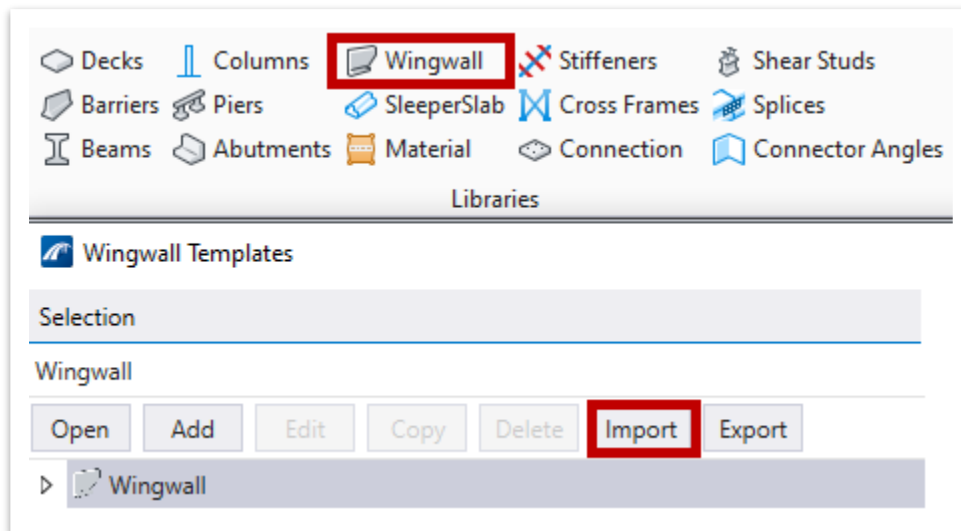 Decks Columns Wingwall Stiffeners Shear Studs
Barriers Piers SleeperSlab Cross Frames Splices
Beams Abutments Material Connection Connector Angles
Libraries
Wingwall Templates
Selection
Wingwall
Open Add Edit Copy Delete Import Export
Wingwall